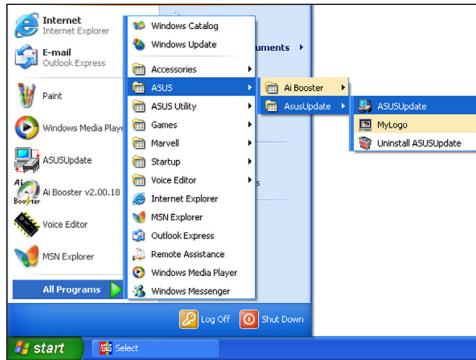 Internet
Internet Explorer
E-mail
Outlook Express
Paint
Windows Media
ASUSUpdate
Ai Booster v2.00.18
Voice Editor
MSN Explorer
All Programs
Windows Catalog
Windows Update
Accessories
ASUS
ASUS Utility
Games
Marvell
Startup
Voice Editor
Internet Explorer
MSN Explorer
Outlook Express
Remote Assistance
Windows Media Player
Windows Messenger
uments
s
Ai Booster
AsusUpdate
ASUSUpdate
MyLogo
Uninstall ASUSUpdate
Log Off
Shut Down
start
Select